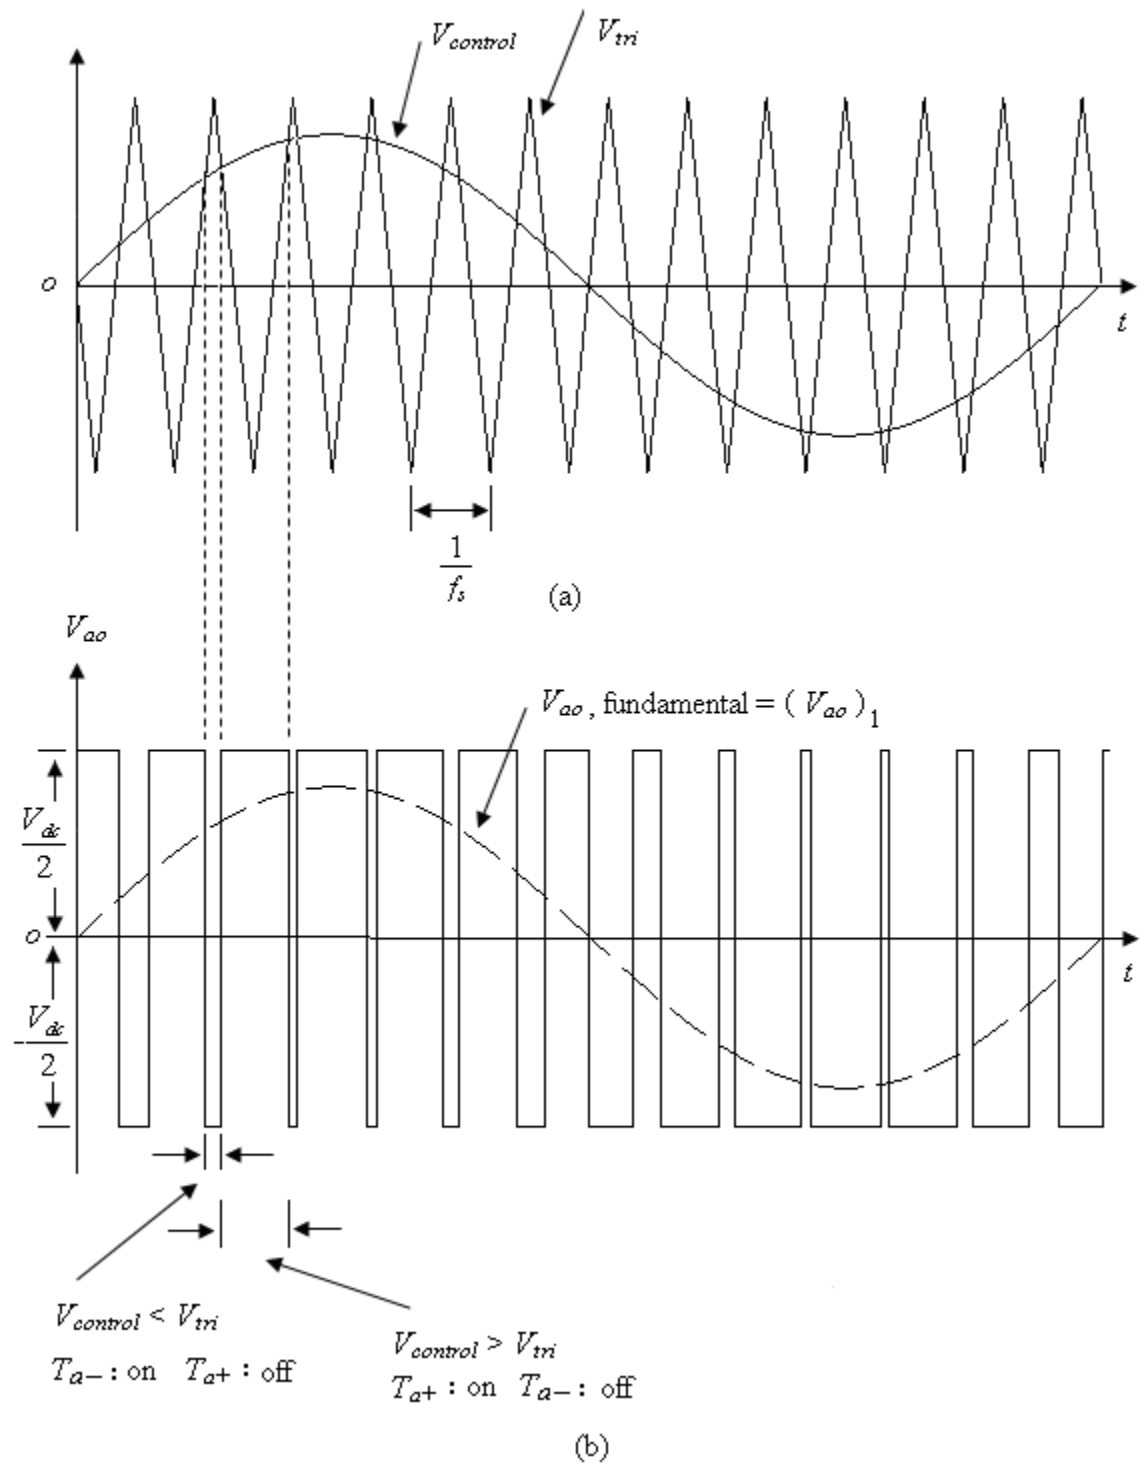 V_control
V_tri
o
t
1/f_s
(a)
V_ao
V_ao, fundamental = (V_ao)_1
V_dc/2
o
t
-V_dc/2
V_control < V_tri
T_a- : on T_a+ : off
V_control > V_tri
T_a+ : on T_a- : off
(b)